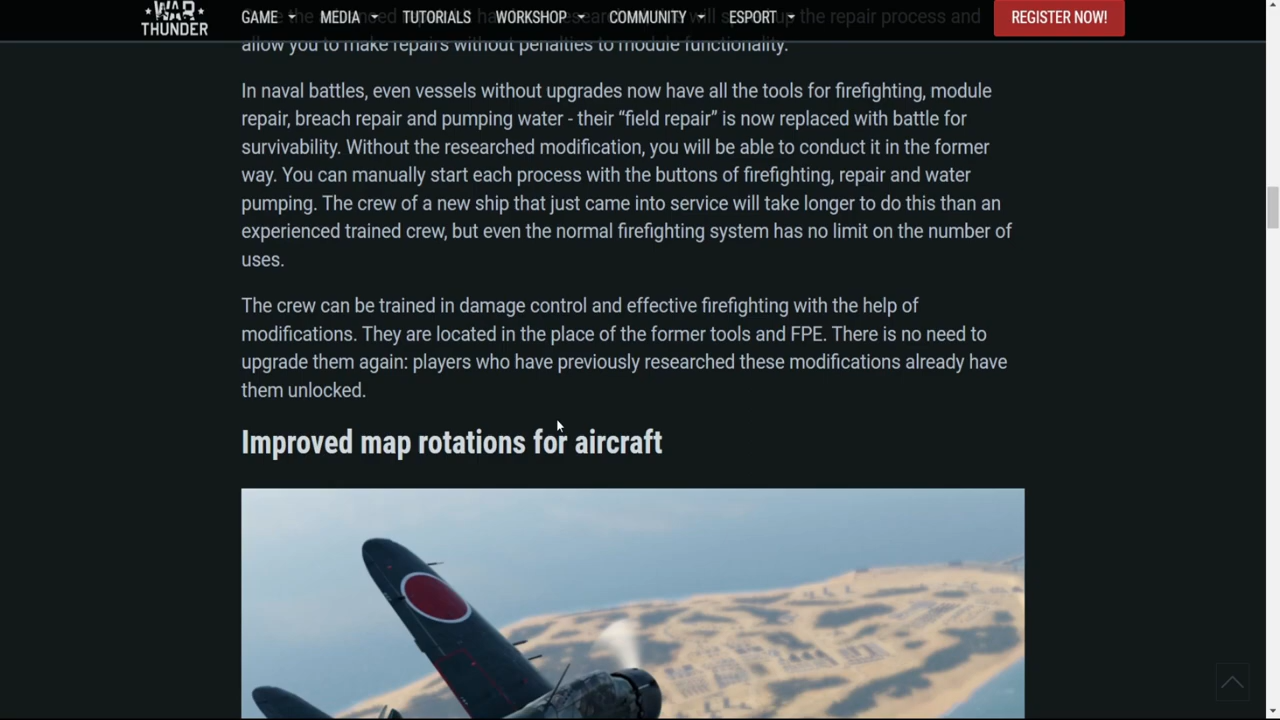 WAR
THUNDER
GAME MEDIA TUTORIALS WORKSHOP COMMUNITY ESPORT REGISTER NOW!
the repair process and
allow you to make repairs without penalties to module functionality.
In naval battles, even vessels without upgrades now have all the tools for firefighting, module
repair, breach repair and pumping water - their “field repair” is now replaced with battle for
survivability. Without the researched modification, you will be able to conduct it in the former
way. You can manually start each process with the buttons of firefighting, repair and water
pumping. The crew of a new ship that just came into service will take longer to do this than an
experienced trained crew, but even the normal firefighting system has no limit on the number of
uses.
The crew can be trained in damage control and effective firefighting with the help of
modifications. They are located in the place of the former tools and FPE. There is no need to
upgrade them again: players who have previously researched these modifications already have
them unlocked.
Improved map rotations for aircraft